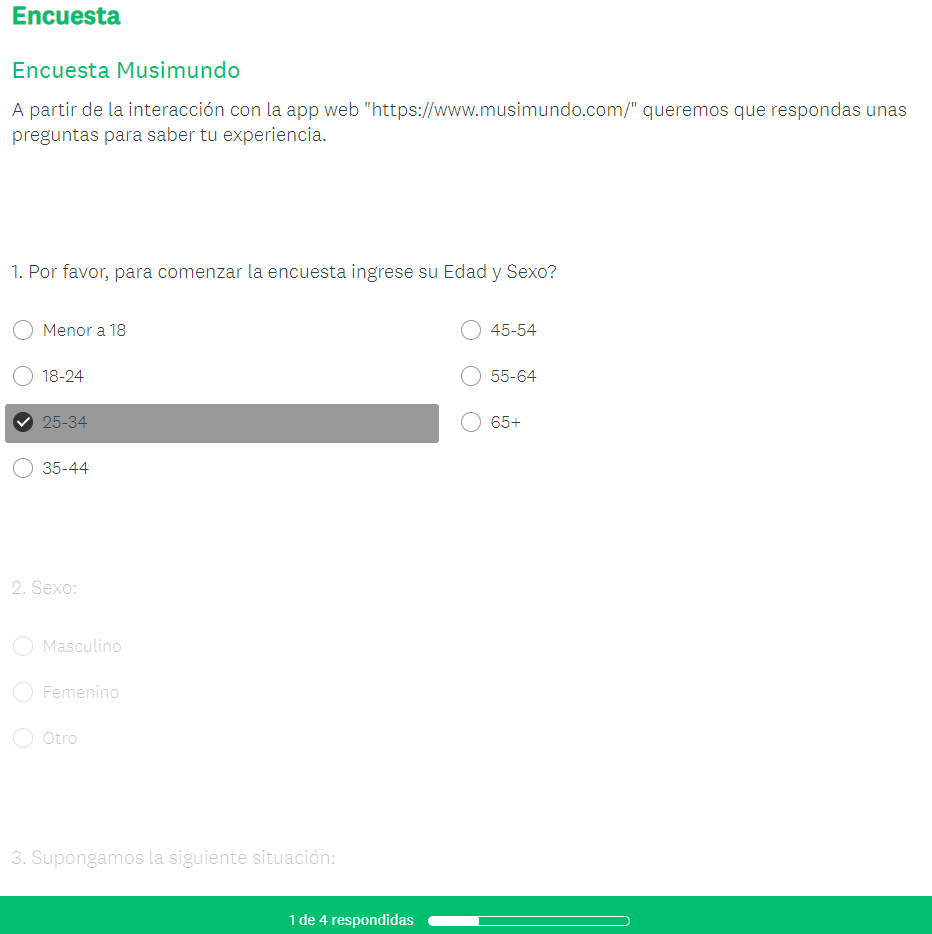 Encuesta
Encuesta Musimundo
A partir de la interacción con la app web "https://www.musimundo.com/" queremos que respondas unas
preguntas para saber tu experiencia.
1. Por favor, para comenzar la encuesta ingrese su Edad y Sexo?
Menor a 18
18-24
25-34
35-44
45-54
55-64
65+
2. Sexo:
Masculino
Femenino
Otro
3. Supongamos la siguiente situación:
1 de 4 respondidas